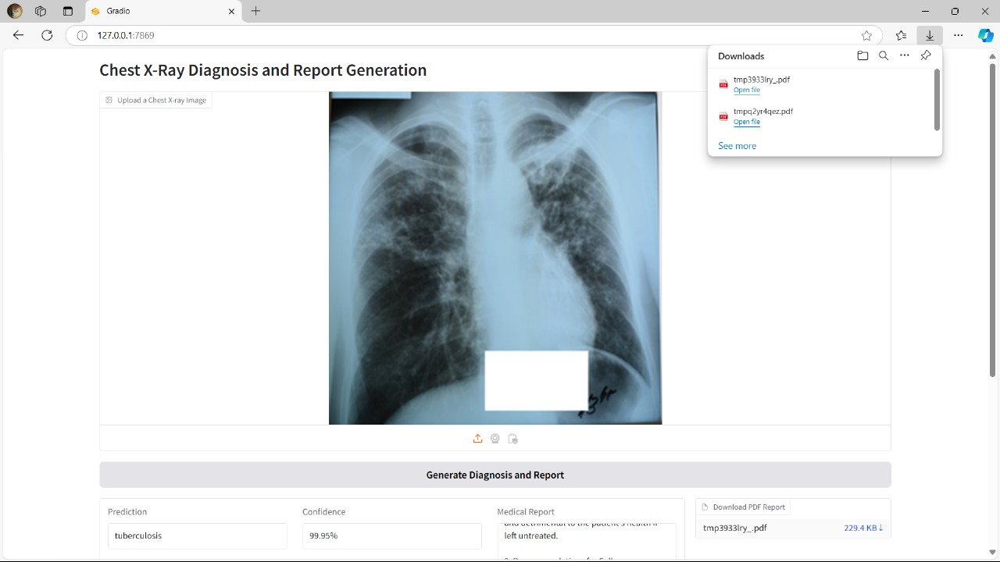 Gradio
127.0.0.1:7869
Downloads
tmp3933lry_.pdf
Open file
tmpq2yr4qez.pdf
Open file
See more
Chest X-Ray Diagnosis and Report Generation
Upload a Chest X-ray Image
Generate Diagnosis and Report
Prediction
tuberculosis
Confidence
99.95%
Medical Report
and detrimental to the patient's health if
left untreated.
Download PDF Report
tmp3933lry_.pdf
229.4 KB ↓